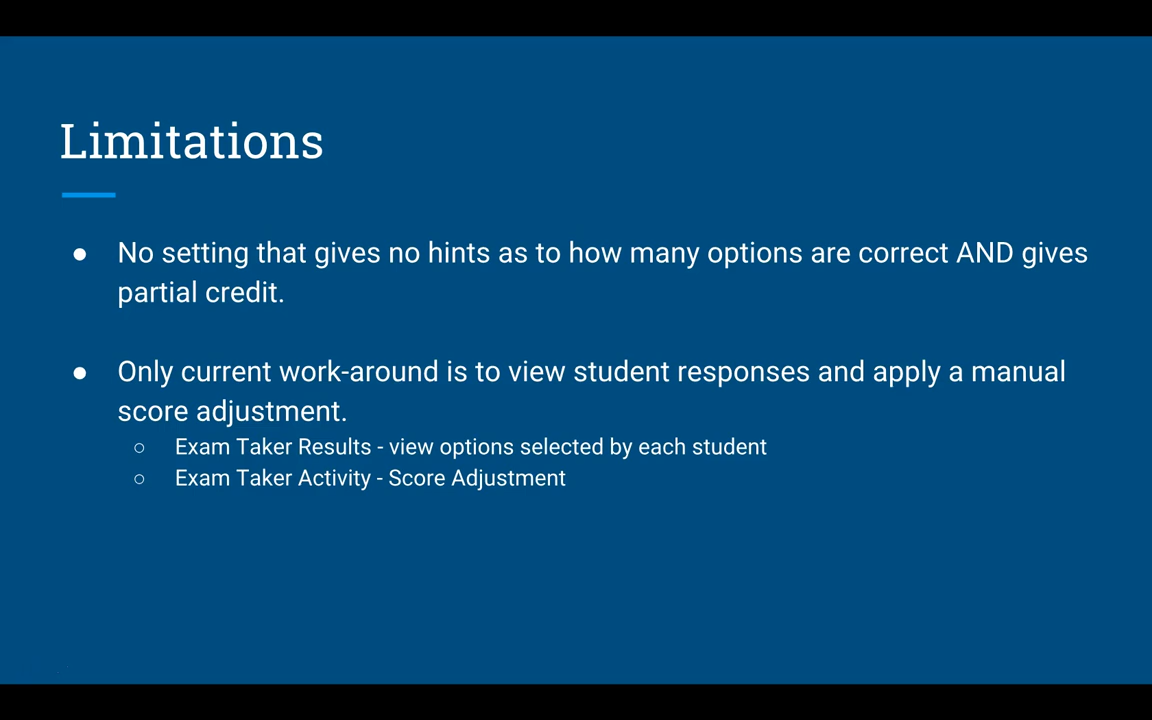 Limitations
● No setting that gives no hints as to how many options are correct AND gives
partial credit.
● Only current work-around is to view student responses and apply a manual
score adjustment.
○ Exam Taker Results - view options selected by each student
○ Exam Taker Activity - Score Adjustment